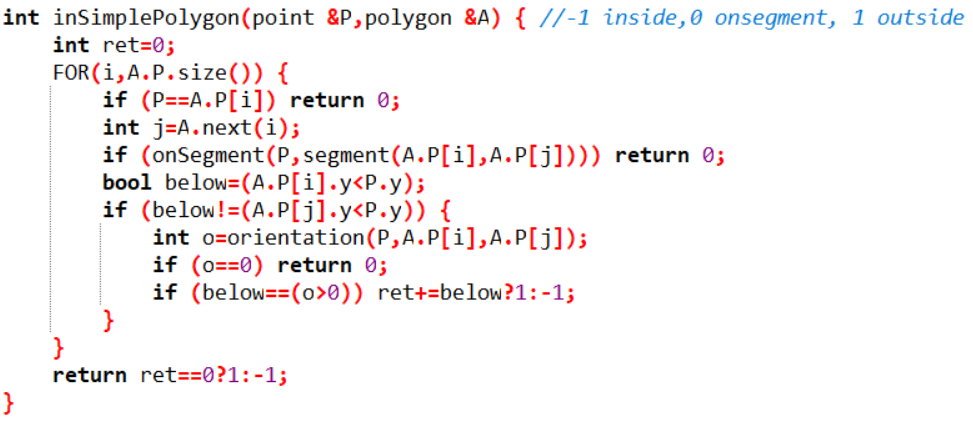 int inSimplePolygon(point &P,polygon &A) { //-1 inside,0 onsegment, 1 outside
    int ret=0;
    FOR(i,A.P.size()) {
        if (P==A.P[i]) return 0;
        int j=A.next(i);
        if (onSegment(P,segment(A.P[i],A.P[j]))) return 0;
        bool below=(A.P[i].y<P.y);
        if (below!=(A.P[j].y<P.y)) {
            int o=orientation(P,A.P[i],A.P[j]);
            if (o==0) return 0;
            if (below==(o>0)) ret+=below?1:-1;
        }
    }
    return ret==0?1:-1;
}